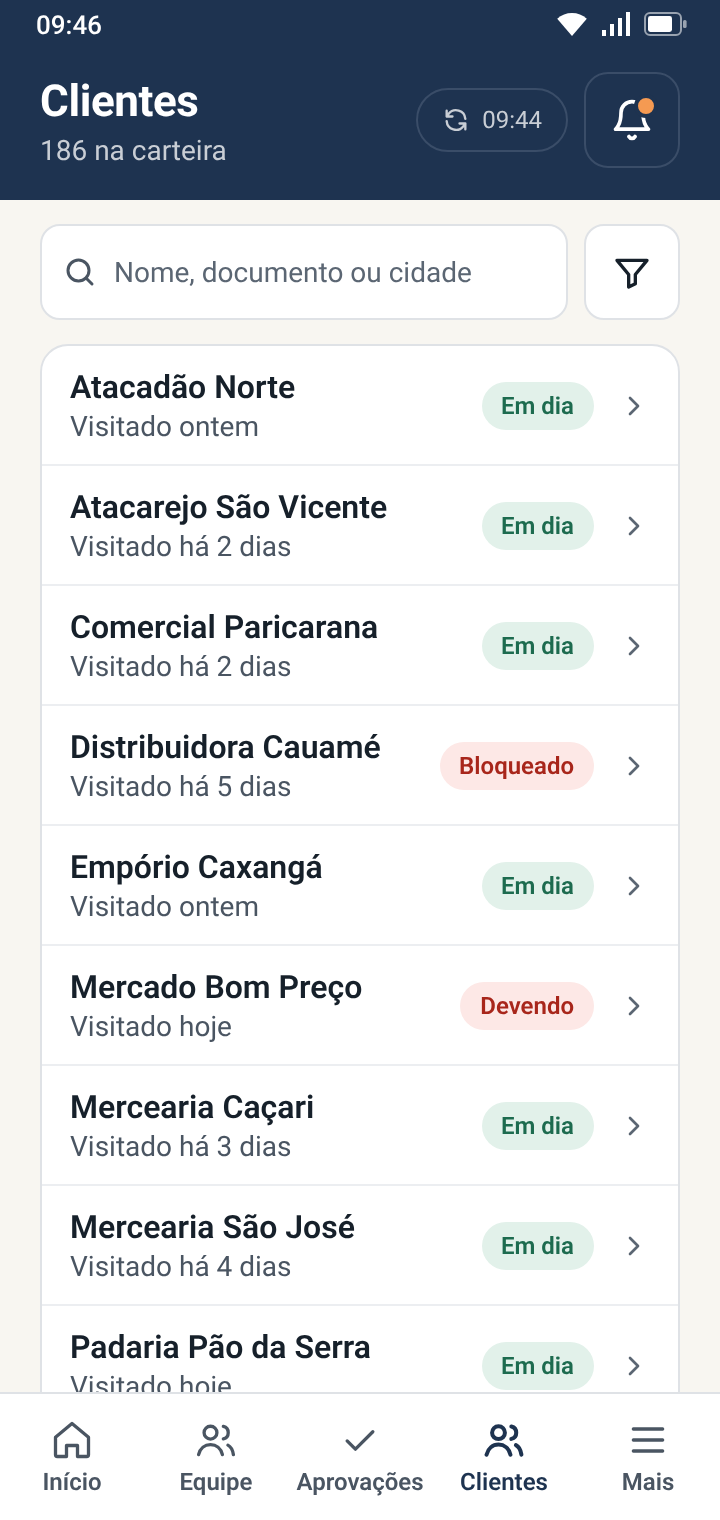 09:46
Clientes
186 na carteira
09:44
Nome, documento ou cidade
Atacadão Norte
Visitado ontem
Em dia
Atacarejo São Vicente
Visitado há 2 dias
Em dia
Comercial Paricarana
Visitado há 2 dias
Em dia
Distribuidora Cauamé
Visitado há 5 dias
Bloqueado
Empório Caxangá
Visitado ontem
Em dia
Mercado Bom Preço
Visitado hoje
Devendo
Mercearia Caçari
Visitado há 3 dias
Em dia
Mercearia São José
Visitado há 4 dias
Em dia
Padaria Pão da Serra
Visitado hoje
Em dia
Início
Equipe
Aprovações
Clientes
Mais